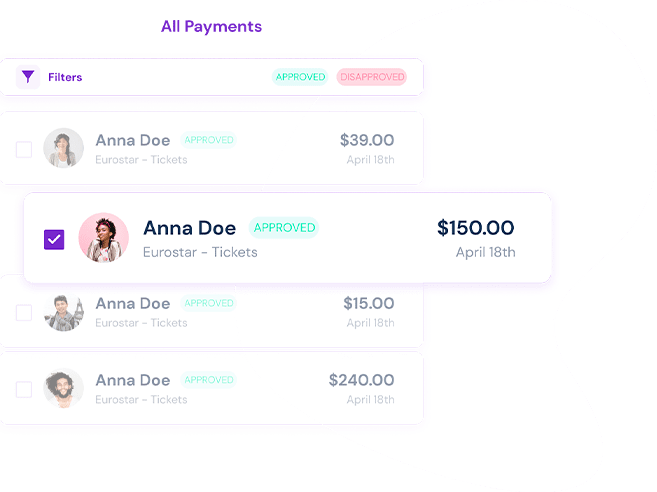 All Payments
Filters APPROVED DISAPPROVED
Anna Doe APPROVED $39.00
Eurostar - Tickets April 18th
Anna Doe APPROVED $150.00
Eurostar - Tickets April 18th
Anna Doe APPROVED $15.00
Eurostar - Tickets April 18th
Anna Doe APPROVED $240.00
Eurostar - Tickets April 18th